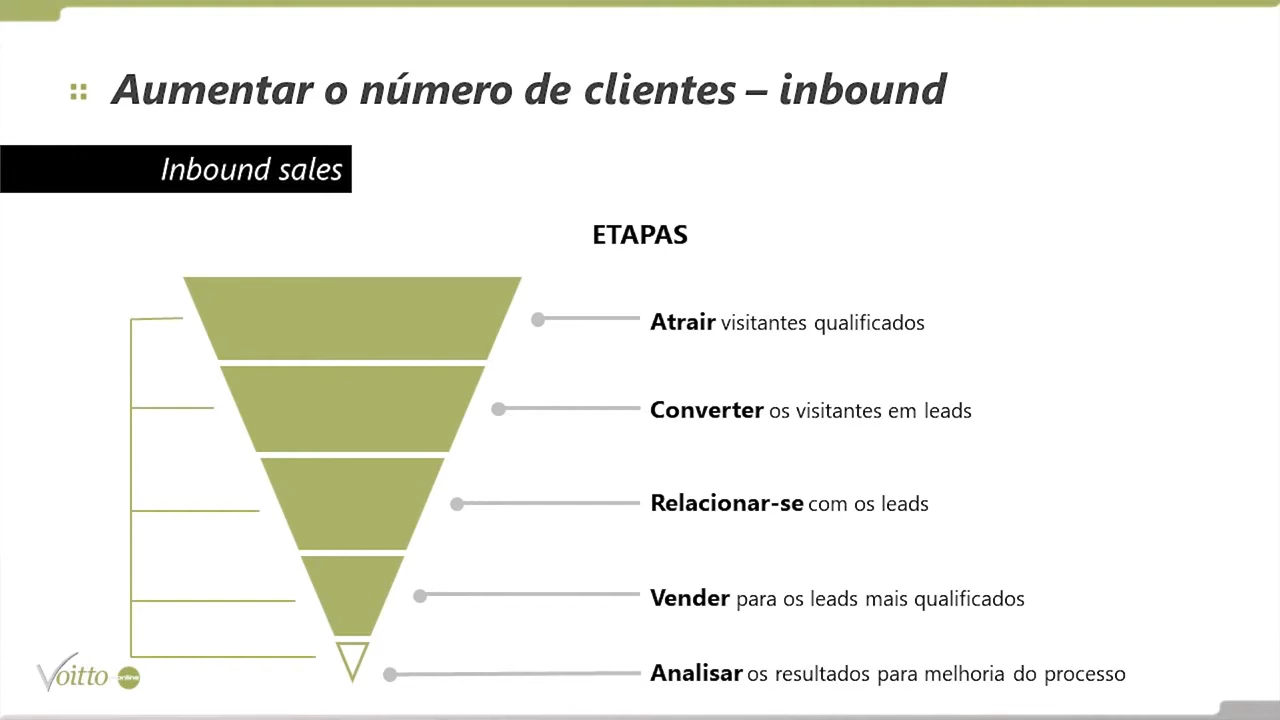 Aumentar o número de clientes – inbound
Inbound sales
ETAPAS
Atrair visitantes qualificados
Converter os visitantes em leads
Relacionar-se com os leads
Vender para os leads mais qualificados
Analisar os resultados para melhoria do processo
Voitto online